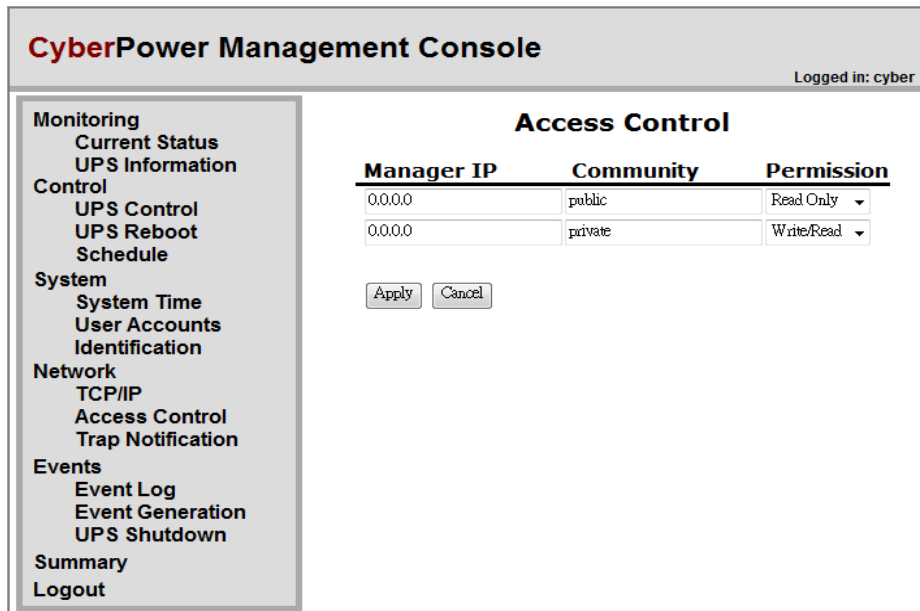 CyberPower Management Console
Logged in: cyber
Monitoring
Current Status
UPS Information
Control
UPS Control
UPS Reboot
Schedule
System
System Time
User Accounts
Identification
Network
TCP/IP
Access Control
Trap Notification
Events
Event Log
Event Generation
UPS Shutdown
Summary
Logout
Access Control
Manager IP Community Permission
0.0.0.0 public Read Only
0.0.0.0 private Write/Read
Apply Cancel